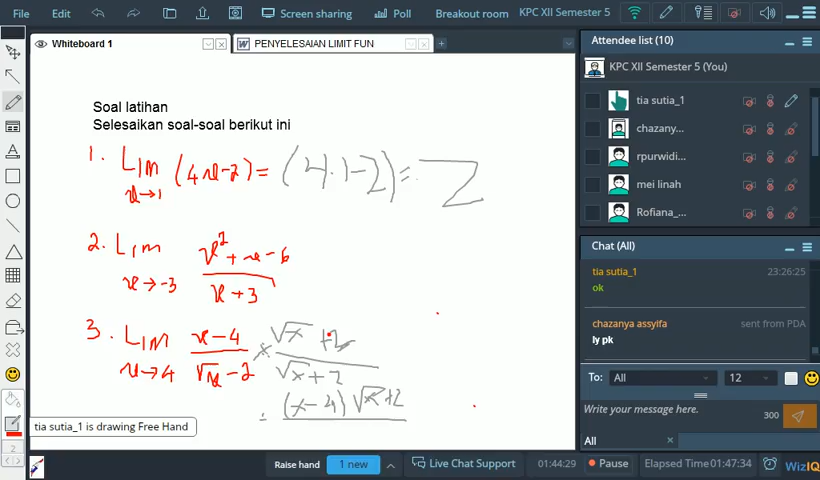 File Edit Screen sharing Poll Breakout room KPC XII Semester 5
Whiteboard 1 PENYELESAIAN LIMIT FUN
Attendee list (10)
KPC XII Semester 5 (You)
tia sutia_1
chazany...
rpurwidi...
mei linah
Rofiana_...
Soal latihan
Selesaikan soal-soal berikut ini
1. Lim x→1 (4x-2) = (4.1-2) = 2
2. Lim x→-3 x²+x-6
x+3
3. Lim x→4 x-4 × √x+2
√x-2 √x+2
= (x-4) √x+2
Chat (All)
tia sutia_1 23:26:25
ok
chazanya assyifa sent from PDA
Iy pk
To: All 12
Write your message here. 300
All
tia sutia_1 is drawing Free Hand
2
Raise hand 1 new Live Chat Support 01:44:29 Pause Elapsed Time 01:47:34 WizIQ